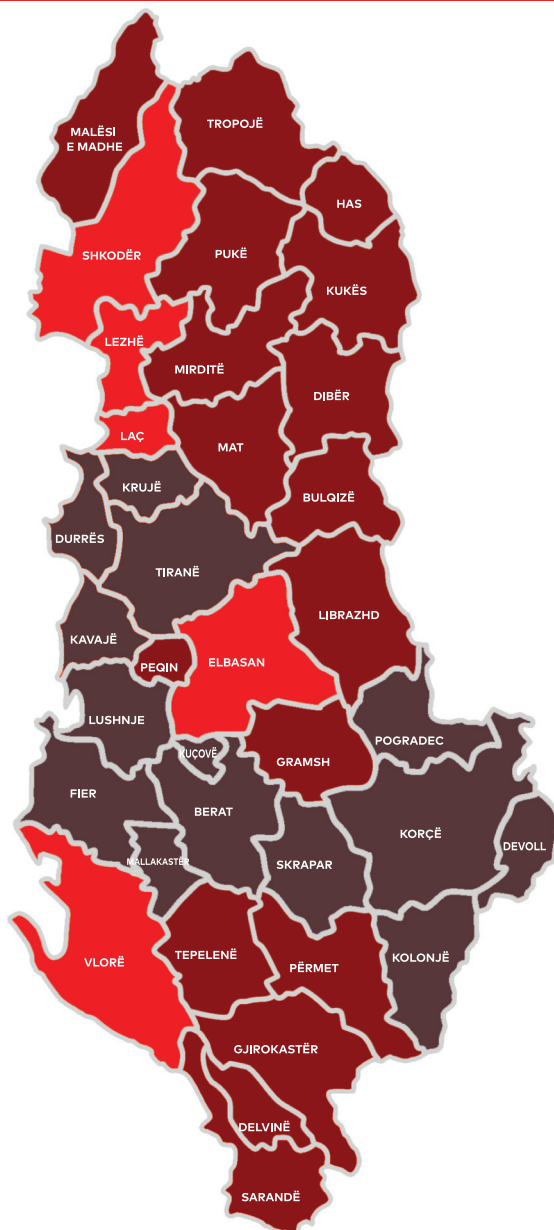 TROPOJË
MALËSI
E MADHE
HAS
SHKODËR
PUKË
KUKËS
LEZHË
MIRDITË
DIBËR
LAÇ
MAT
KRUJË
BULQIZË
DURRËS
TIRANË
LIBRAZHD
KAVAJË
PEQIN
ELBASAN
LUSHNJE
POGRADEC
KUÇOVË
GRAMSH
FIER
BERAT
KORÇË
DEVOLL
MALLAKASTËR
SKRAPAR
TEPELENË
KOLONJË
VLORË
PËRMET
GJIROKASTËR
DELVINË
SARANDË